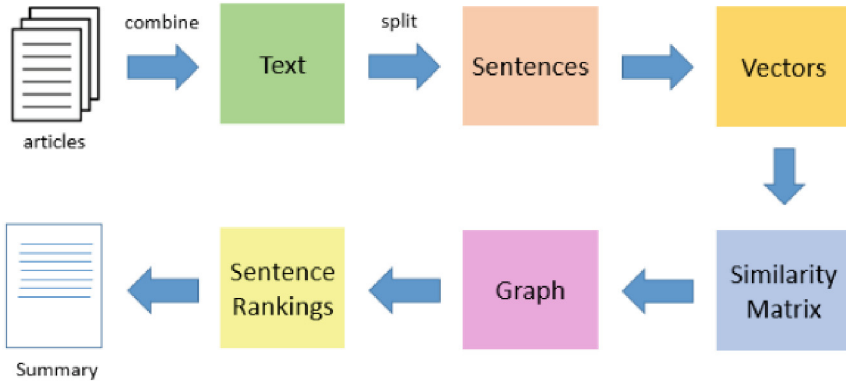 combine
split
Text
Sentences
Vectors
articles
Similarity
Matrix
Graph
Sentence
Rankings
Summary